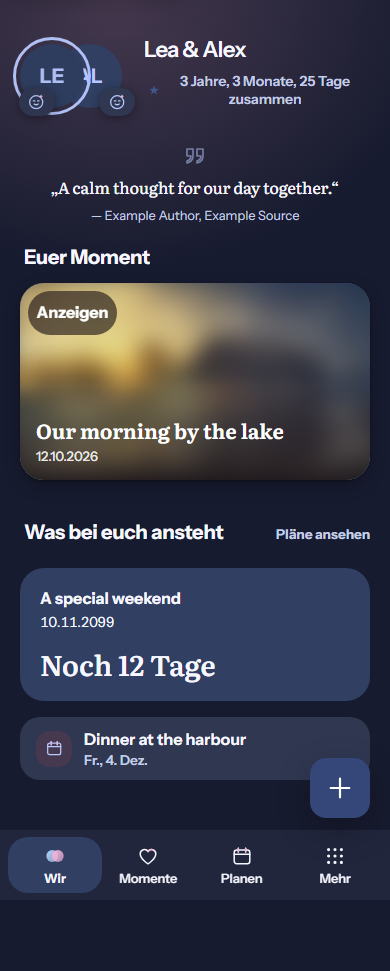 LE
L
Lea & Alex
3 Jahre, 3 Monate, 25 Tage
zusammen
„A calm thought for our day together.“
— Example Author, Example Source
Euer Moment
Anzeigen
Our morning by the lake
12.10.2026
Was bei euch ansteht
Pläne ansehen
A special weekend
10.11.2099
Noch 12 Tage
Dinner at the harbour
Fr., 4. Dez.
Wir
Momente
Planen
Mehr